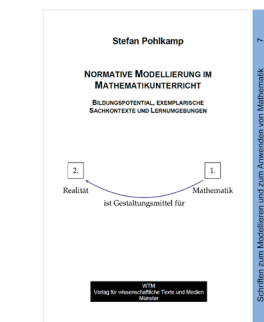 Stefan Pohlkamp
NORMATIVE MODELLIERUNG IM
MATHEMATIKUNTERRICHT
BILDUNGSPOTENTIAL, EXEMPLARISCHE
SACHKONTEXTE UND LERNUMGEBUNGEN
2.
1.
Realität
Mathematik
ist Gestaltungsmittel für
WTM
Verlag für wissenschaftliche Texte und Medien
Münster
Schriften zum Modellieren und zum Anwenden von Mathematik 7